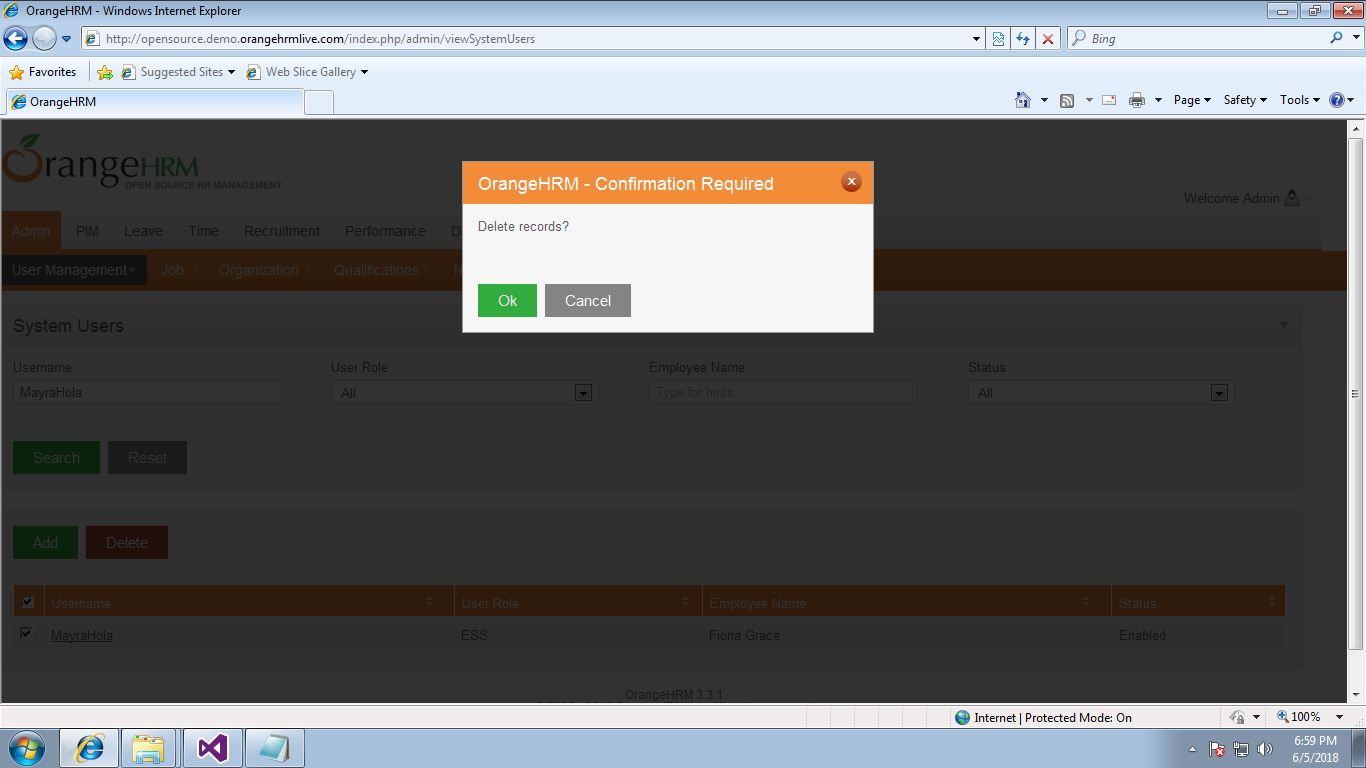 OrangeHRM - Windows Internet Explorer
http://opensource.demo.orangehrmlive.com/index.php/admin/viewSystemUsers
Bing
Favorites
Suggested Sites
Web Slice Gallery
OrangeHRM
Page
Safety
Tools
OrangeHRM
OPEN SOURCE HR MANAGEMENT
Welcome Admin
OrangeHRM - Confirmation Required
Delete records?
Ok
Cancel
Admin
PIM
Leave
Time
Recruitment
Performance
User Management
Job
Organization
Qualifications
System Users
Username
User Role
Employee Name
Status
MayraHola
All
Type for hints...
All
Search
Reset
Add
Delete
Username
User Role
Employee Name
Status
MayraHola
ESS
Fiona Grace
Enabled
OrangeHRM 3.3.1
Internet | Protected Mode: On
100%
6:59 PM
6/5/2018